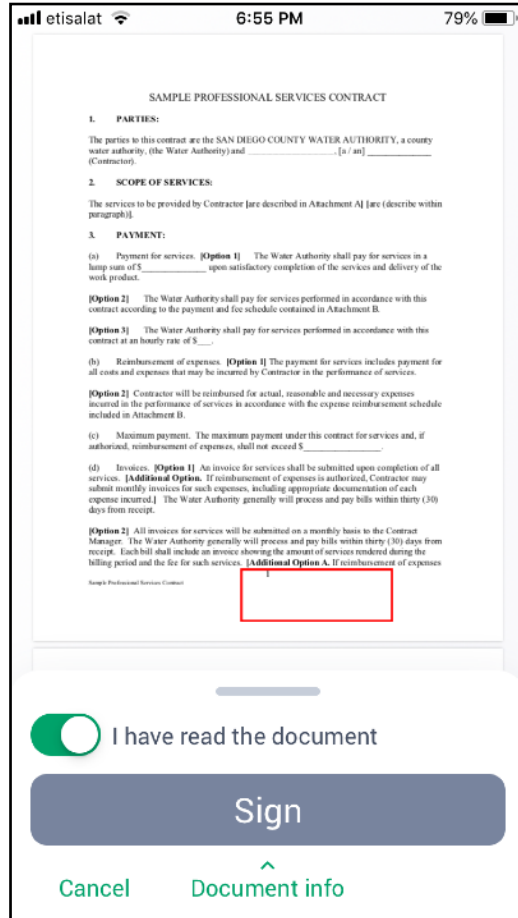 etisalat 6:55 PM 79%
SAMPLE PROFESSIONAL SERVICES CONTRACT
1. PARTIES:
The parties to this contract are the SAN DIEGO COUNTY WATER AUTHORITY, a county
water authority, (the Water Authority) and ____________________, [a / an] _______________
(Contractor).
2. SCOPE OF SERVICES:
The services to be provided by Contractor [are described in Attachment A] [are (describe within
paragraph)].
3. PAYMENT:
(a) Payment for services. [Option 1] The Water Authority shall pay for services in a
lump sum of $_______________ upon satisfactory completion of the services and delivery of the
work product.
[Option 2] The Water Authority shall pay for services performed in accordance with this
contract according to the payment and fee schedule contained in Attachment B.
[Option 3] The Water Authority shall pay for services performed in accordance with this
contract at an hourly rate of $___.
(b) Reimbursement of expenses. [Option 1] The payment for services includes payment for
all costs and expenses that may be incurred by Contractor in the performance of services.
[Option 2] Contractor will be reimbursed for actual, reasonable and necessary expenses
incurred in the performance of services in accordance with the expense reimbursement schedule
included in Attachment B.
(c) Maximum payment. The maximum payment under this contract for services and, if
authorized, reimbursement of expenses, shall not exceed $__________________.
(d) Invoices. [Option 1] An invoice for services shall be submitted upon completion of all
services. [Additional Option. If reimbursement of expenses is authorized, Contractor may
submit monthly invoices for such expenses, including appropriate documentation of each
expense incurred.] The Water Authority generally will process and pay bills within thirty (30)
days from receipt.
[Option 2] All invoices for services will be submitted on a monthly basis to the Contract
Manager. The Water Authority generally will process and pay bills within thirty (30) days from
receipt. Each bill shall include an invoice showing the amount of services rendered during the
billing period and the fee for such services. [Additional Option A. If reimbursement of expenses
1
Sample Professional Services Contract
I have read the document
Sign
Cancel Document info